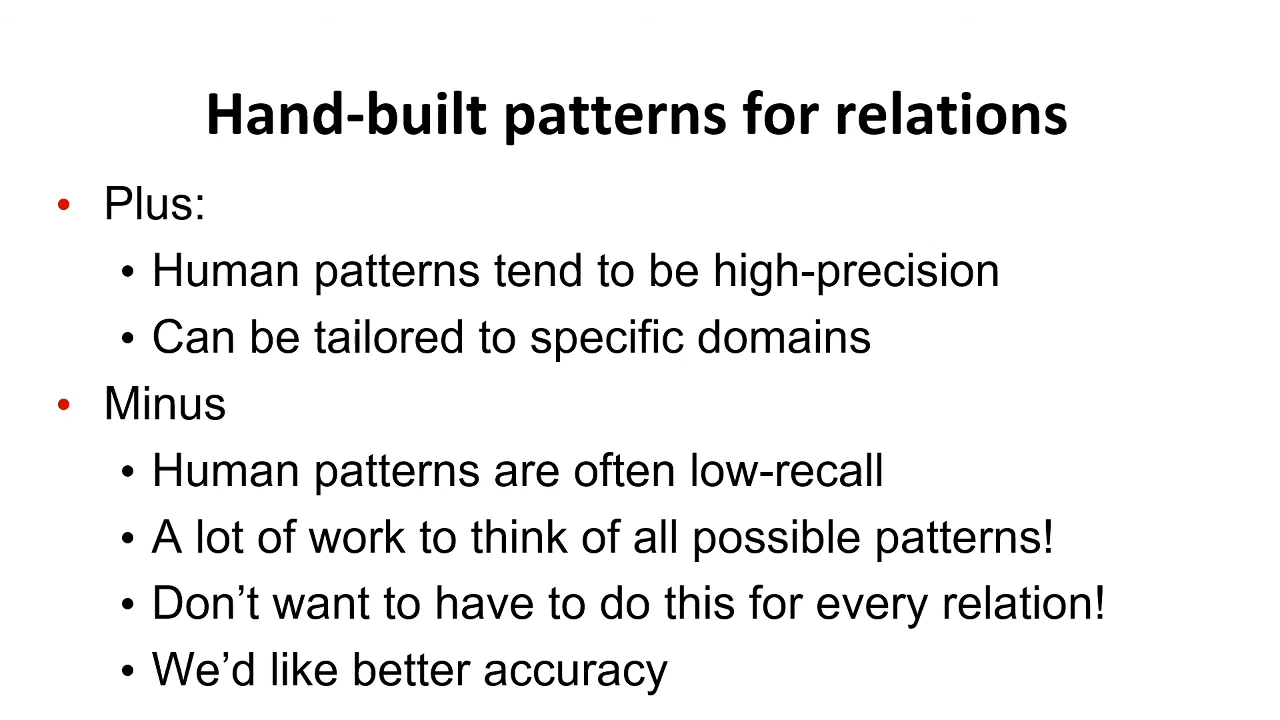 Hand-built patterns for relations
• Plus:
• Human patterns tend to be high-precision
• Can be tailored to specific domains
• Minus
• Human patterns are often low-recall
• A lot of work to think of all possible patterns!
• Don’t want to have to do this for every relation!
• We’d like better accuracy